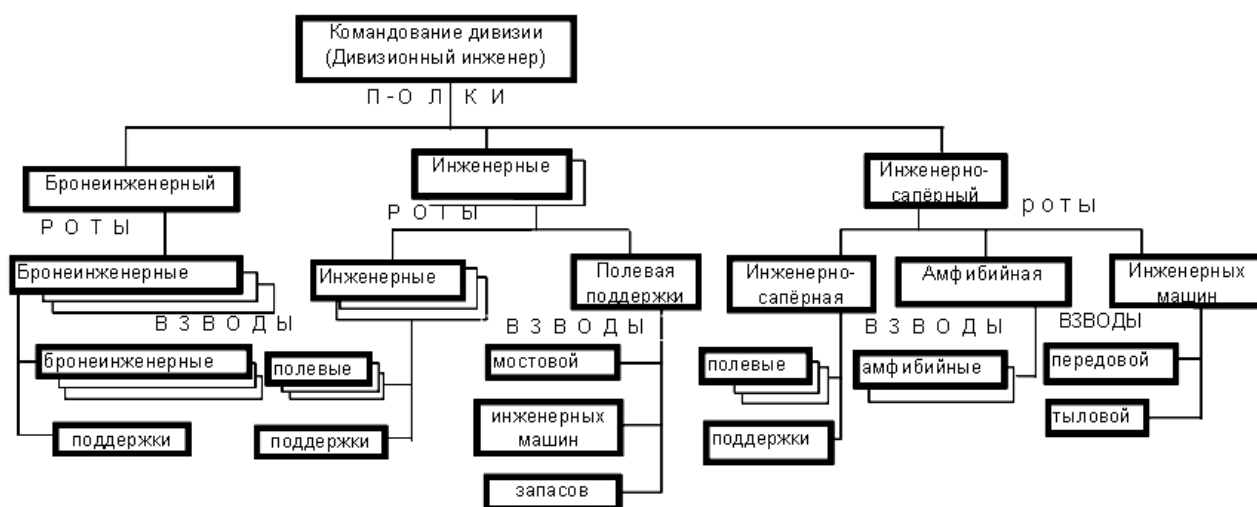 Командование дивизии
(Дивизионный инженер)
П-О Л К И
Бронеинженерный
Инженерные
Инженерно-
сапёрный
Р О Т Ы
Р О Т Ы
Р О Т Ы
Бронеинженерные
Инженерные
Полевая
поддержки
Инженерно-
сапёрная
Амфибийная
Инженерных
машин
В З В О Д Ы
В З В О Д Ы
В З В О Д Ы
ВЗВОДЫ
бронеинженерные
полевые
мостовой
полевые
амфибийные
передовой
поддержки
поддержки
инженерных
машин
поддержки
тыловой
запасов